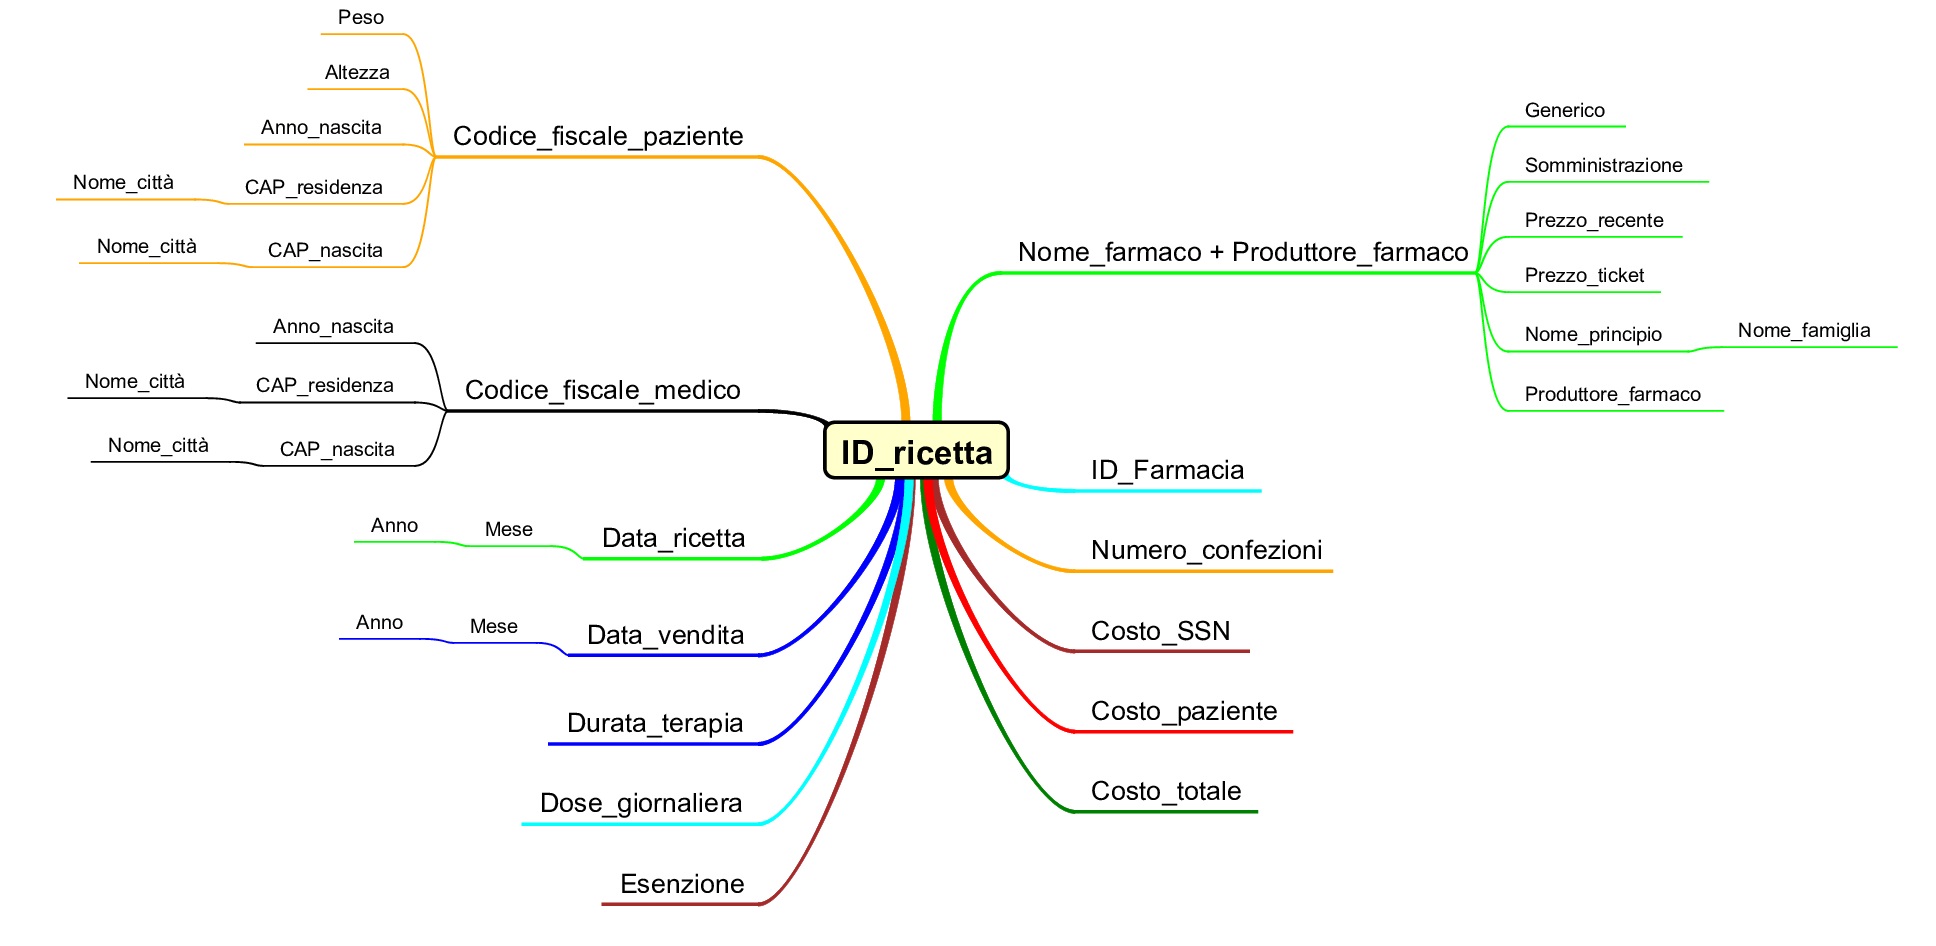 Peso
Altezza
Anno_nascita
Nome_città
CAP_residenza
Nome_città
CAP_nascita
Codice_fiscale_paziente
Anno_nascita
Nome_città
CAP_residenza
Nome_città
CAP_nascita
Codice_fiscale_medico
Anno
Mese
Data_ricetta
Anno
Mese
Data_vendita
Durata_terapia
Dose_giornaliera
Esenzione
ID_ricetta
Nome_farmaco + Produttore_farmaco
Generico
Somministrazione
Prezzo_recente
Prezzo_ticket
Nome_principio
Nome_famiglia
Produttore_farmaco
ID_Farmacia
Numero_confezioni
Costo_SSN
Costo_paziente
Costo_totale